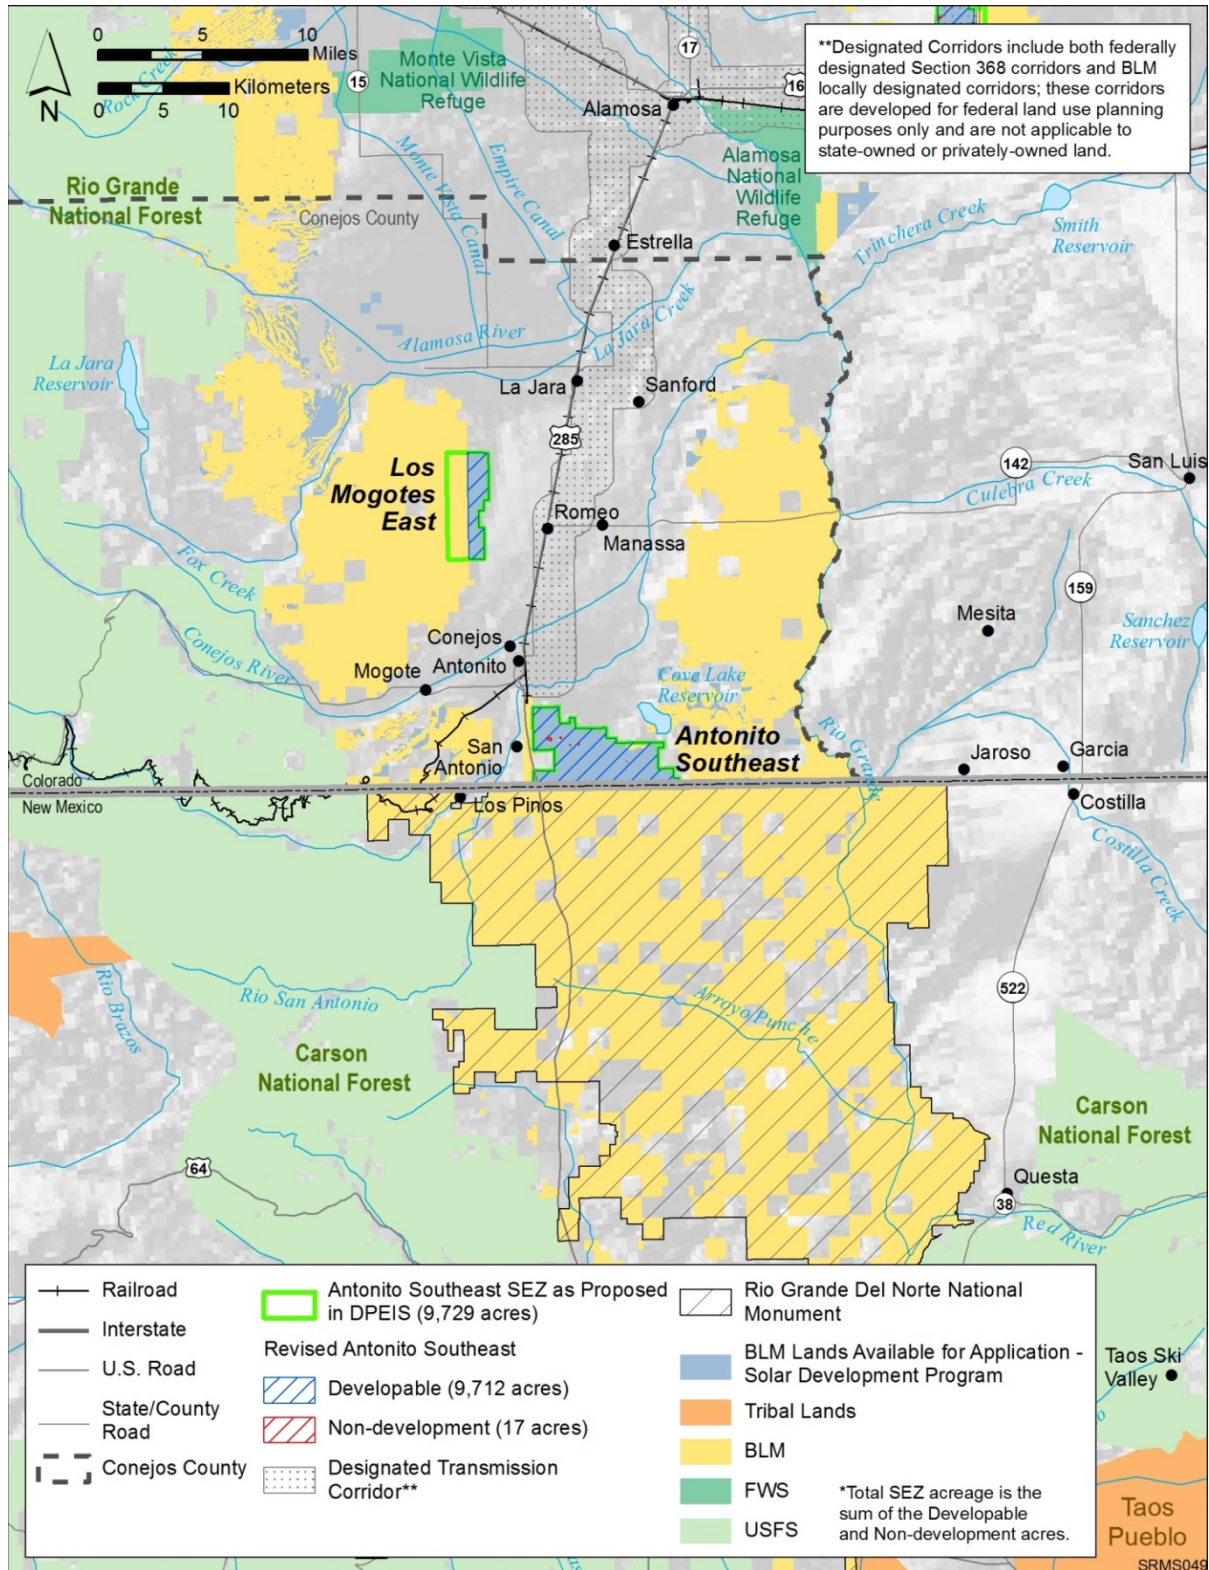 0 5 10
Miles
Kilometers
0 5 10
N
Rock Creek
15
Monte Vista
National Wildlife
Refuge
17
16
Alamosa
**Designated Corridors include both federally
designated Section 368 corridors and BLM
locally designated corridors; these corridors
are developed for federal land use planning
purposes only and are not applicable to
state-owned or privately-owned land.
Alamosa
National
Wildlife
Refuge
Rio Grande
National Forest
Conejos County
Monte Vista Canal
Empire Canal
Estrella
Trinchera Creek
Smith
Reservoir
Alamosa River
La Jara Creek
La Jara
Reservoir
La Jara
Sanford
285
Los
Mogotes
East
142
San Luis
Culebra Creek
Romeo
Manassa
Fox Creek
159
Mesita
Sanchez
Reservoir
Conejos River
Conejos
Antonito
Mogote
Cove Lake
Reservoir
Rio Grande
San
Antonio
Antonito
Southeast
Jaroso
Garcia
Colorado
New Mexico
Los Pinos
Costilla
Costilla Creek
Rio Brazos
Rio San Antonio
Arroyo Punche
522
Carson
National Forest
Carson
National Forest
64
Questa
38
Red River
Railroad
Interstate
U.S. Road
State/County
Road
Conejos County
Antonito Southeast SEZ as Proposed
in DPEIS (9,729 acres)
Revised Antonito Southeast
Developable (9,712 acres)
Non-development (17 acres)
Designated Transmission
Corridor**
Rio Grande Del Norte National
Monument
BLM Lands Available for Application -
Solar Development Program
Tribal Lands
BLM
FWS
USFS
*Total SEZ acreage is the
sum of the Developable
and Non-development acres.
Taos Ski
Valley
Taos
Pueblo
SRMS049